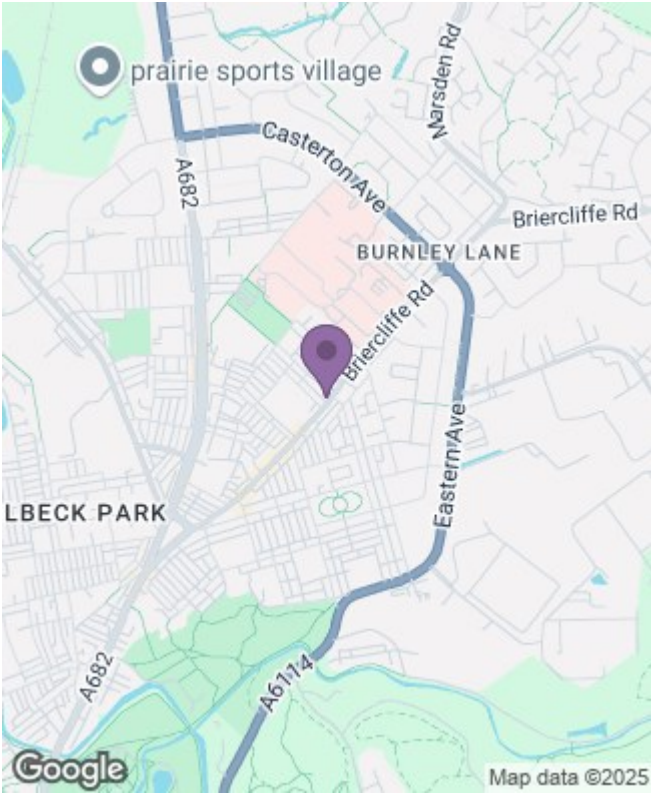 prairie sports village
Marsden Rd
Casterton Ave
A682
Briercliffe Rd
BURNLEY LANE
Briercliffe Rd
Eastern Ave
LBECK PARK
A682
A6114
Google
Map data ©2025